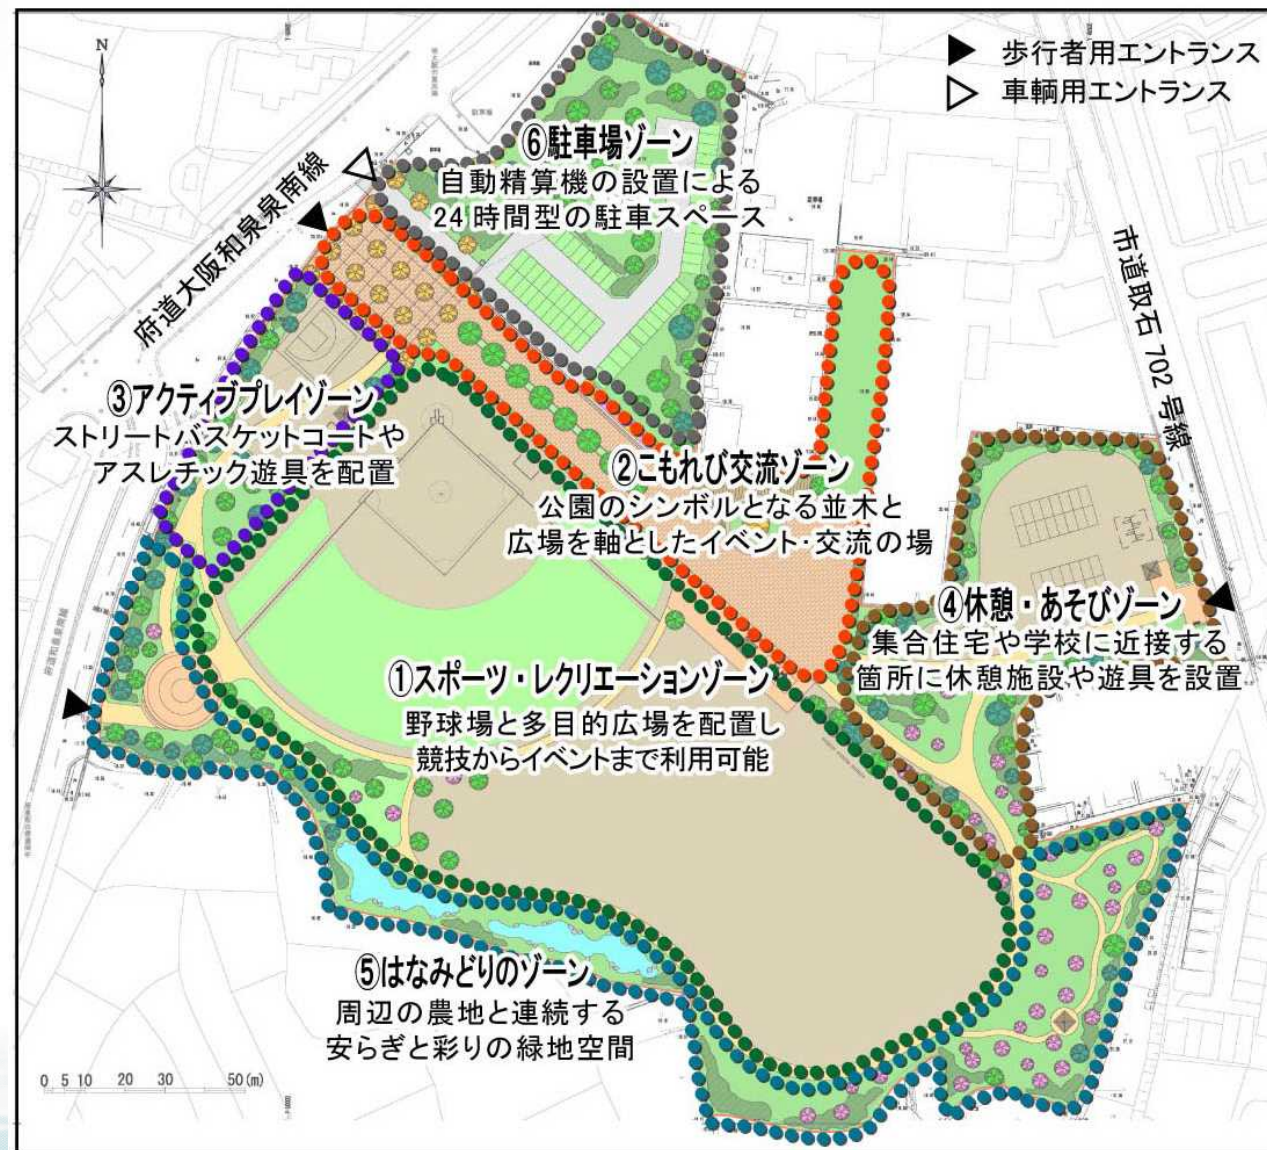 N
▶ 歩行者用エントランス
▷ 車輌用エントランス
⑥駐車場ゾーン
自動精算機の設置による
24時間型の駐車スペース
府道大阪和泉泉南線
市道取石702号線
③アクティブプレイゾーン
ストリートバスケットコートや
アスレチック遊具を配置
②こもれび交流ゾーン
公園のシンボルとなる並木と
広場を軸としたイベント・交流の場
④休憩・あそびゾーン
集合住宅や学校に近接する
箇所に休憩施設や遊具を設置
①スポーツ・レクリエーションゾーン
野球場と多目的広場を配置し
競技からイベントまで利用可能
⑤はなみどりのゾーン
周辺の農地と連続する
安らぎと彩りの緑地空間
0 5 10 20 30 50(m)